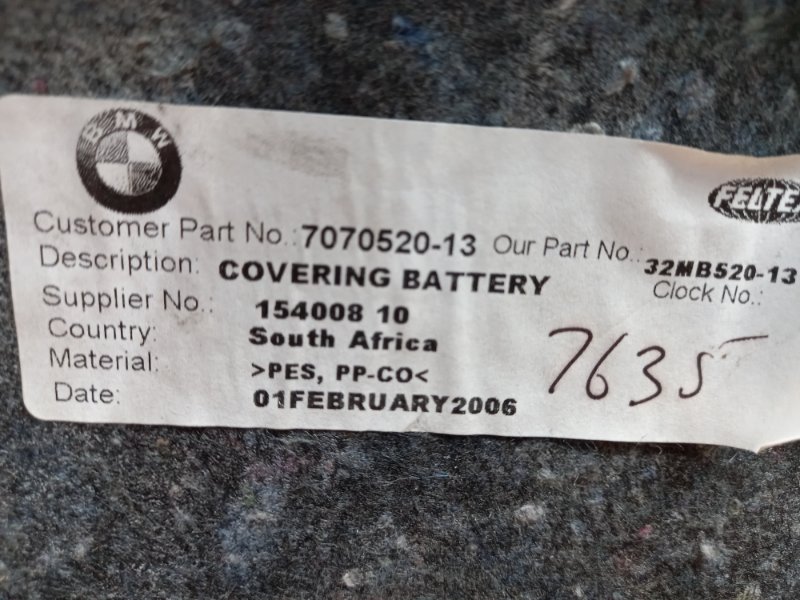 BMW
FELTEX
Customer Part No.: 7070520-13 Our Part No.: 32MB520-13
Description: COVERING BATTERY Clock No.:
Supplier No.: 154008 10
Country: South Africa 7635
Material: >PES, PP-CO<
Date: 01FEBRUARY2006